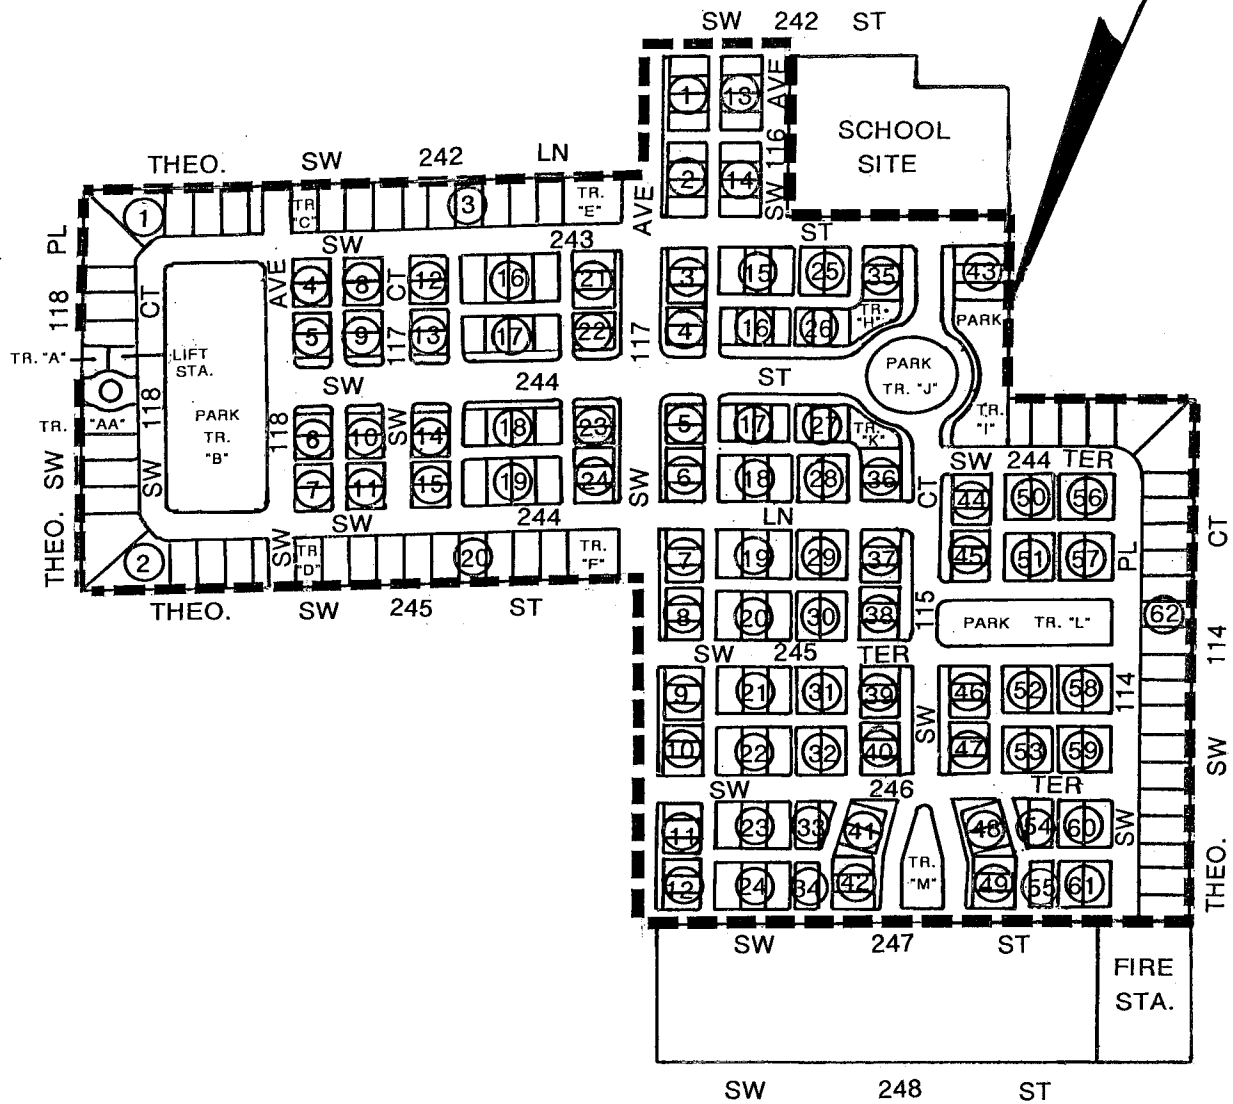 SW 242 ST
1 13 AVE
SCHOOL
SITE
2 14 SW 116
THEO. SW 242 LN
1 TR. "C" 3 TR. "E" AVE
SW 243 ST
118 PL
CT AVE 4 8 CT 12 16 21 3 15 25 35 43
TR. "H" PARK
5 9 117 13 17 22 117 4 16 26
TR. "A" LIFT
STA.
PARK
TR. "J"
SW 244 ST
TR. "AA" 118
PARK
TR.
"B"
118 6 10 SW 14 18 23 5 17 27 TR. "K" TR. "I"
SW 244 TER
SW SW 7 11 15 19 24 SW 6 18 28 36 CT 44 50 56
SW 244 LN
THEO. 2 SW TR. "D" 20 TR. "F" 7 19 29 37 45 51 57 PL CT
THEO. SW 245 ST
8 20 30 38 115 PARK TR. "L" 62
SW 245 TER
114
9 21 31 39 46 52 58 114
10 22 32 40 SW 47 53 59 SW
SW 246 TER
11 23 33 41 48 54 60 SW
12 24 34 42 TR. "M" 49 55 61 THEO.
SW 247 ST
FIRE
STA.
SW 248 ST